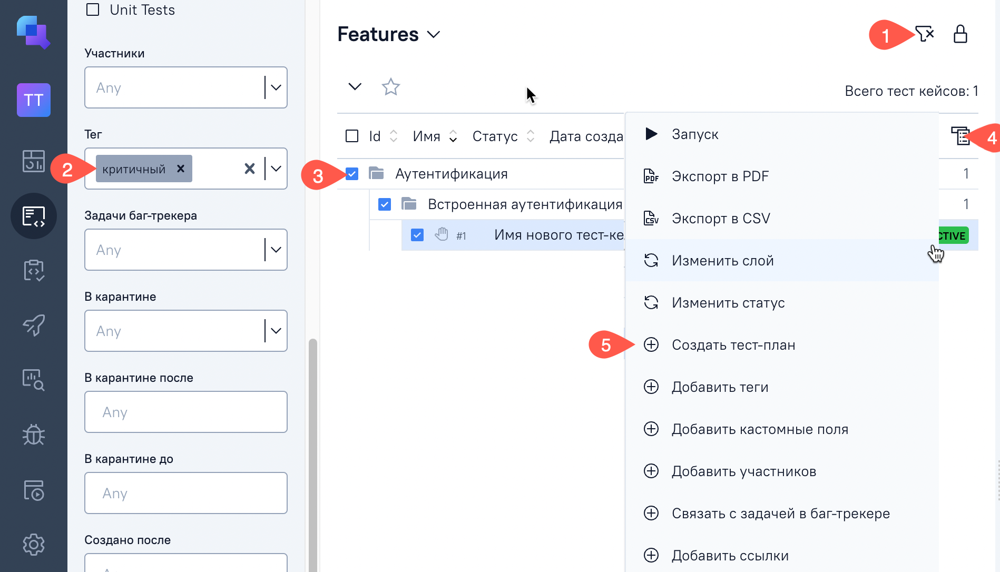 TT
Unit Tests
Участники
Any
Тег
2
критичный
Задачи баг-трекера
Any
В карантине
Any
В карантине после
Any
В карантине до
Any
Создано после
Features
1
Всего тест кейсов: 1
Id Имя Статус Дата созда
4
3
Аутентификация 1
Встроенная аутентификация 1
#1 Имя нового тест-ке
CTIVE
Запуск
PDF Экспорт в PDF
CSV Экспорт в CSV
Изменить слой
Изменить статус
5
Создать тест-план
Добавить теги
Добавить кастомные поля
Добавить участников
Связать с задачей в баг-трекере
Добавить ссылки